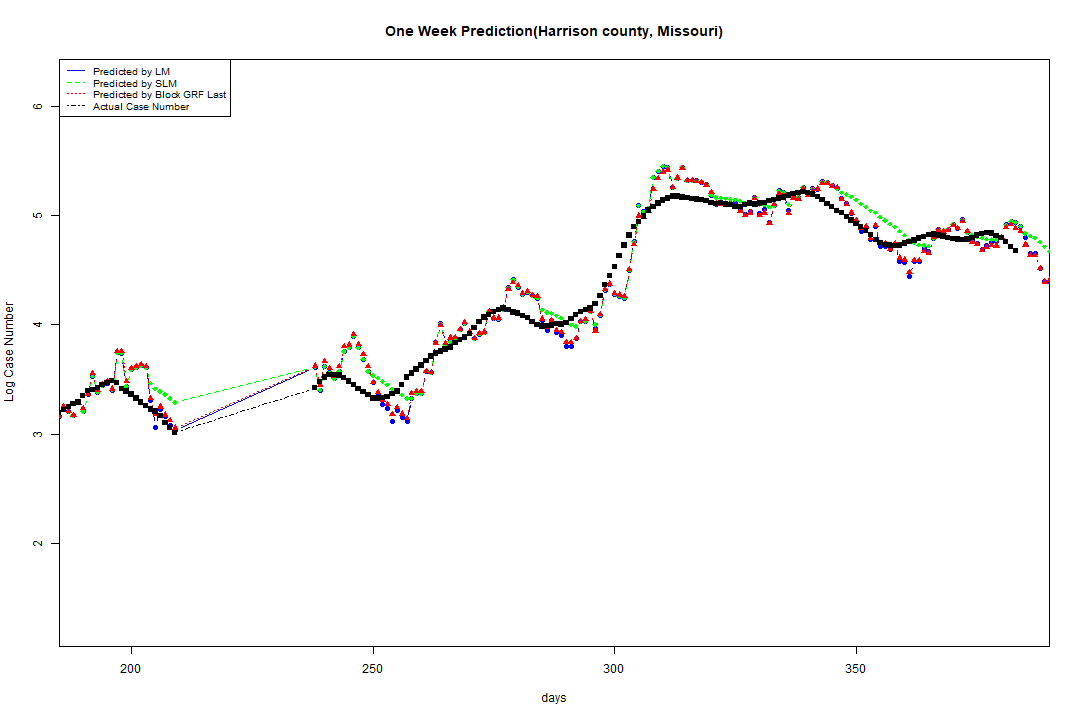 One Week Prediction(Harrison county, Missouri)
Predicted by LM
Predicted by SLM
Predicted by Block GRF Last
Actual Case Number
6
5
4
3
2
Log Case Number
200 250 300 350
days